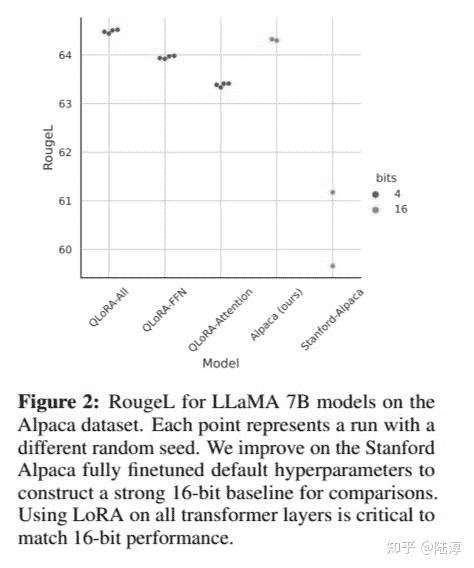 64
63
62
61
60
RougeL
bits
4
16
QLoRA-All
QLoRA-FFN
QLoRA-Attention
Alpaca (ours)
Stanford-Alpaca
Model
Figure 2: RougeL for LLaMA 7B models on the
Alpaca dataset. Each point represents a run with a
different random seed. We improve on the Stanford
Alpaca fully finetuned default hyperparameters to
construct a strong 16-bit baseline for comparisons.
Using LoRA on all transformer layers is critical to
match 16-bit performance.
知乎 @陆淳